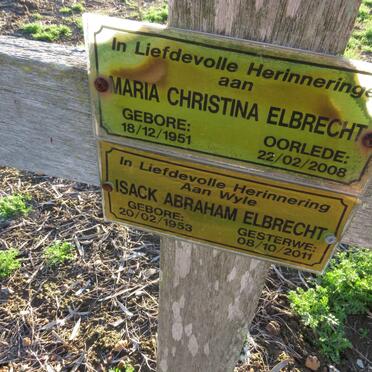 In Liefdevolle Herinneringe
aan
MARIA CHRISTINA ELBRECHT
GEBORE: OORLEDE:
18/12/1951 22/02/2008
In Liefdevolle Herinnering
Aan Wyle
ISACK ABRAHAM ELBRECHT
GEBORE: GESTERWE:
20/02/1953 08/10/2011